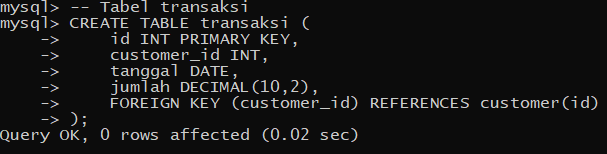 mysql> -- Tabel transaksi
mysql> CREATE TABLE transaksi (
    ->     id INT PRIMARY KEY,
    ->     customer_id INT,
    ->     tanggal DATE,
    ->     jumlah DECIMAL(10,2),
    ->     FOREIGN KEY (customer_id) REFERENCES customer(id)
    -> );
Query OK, 0 rows affected (0.02 sec)